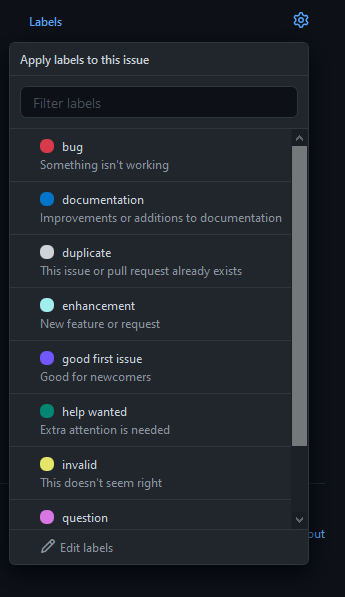 Labels
Apply labels to this issue
Filter labels
bug
Something isn't working
documentation
Improvements or additions to documentation
duplicate
This issue or pull request already exists
enhancement
New feature or request
good first issue
Good for newcomers
help wanted
Extra attention is needed
invalid
This doesn't seem right
question
out
Edit labels